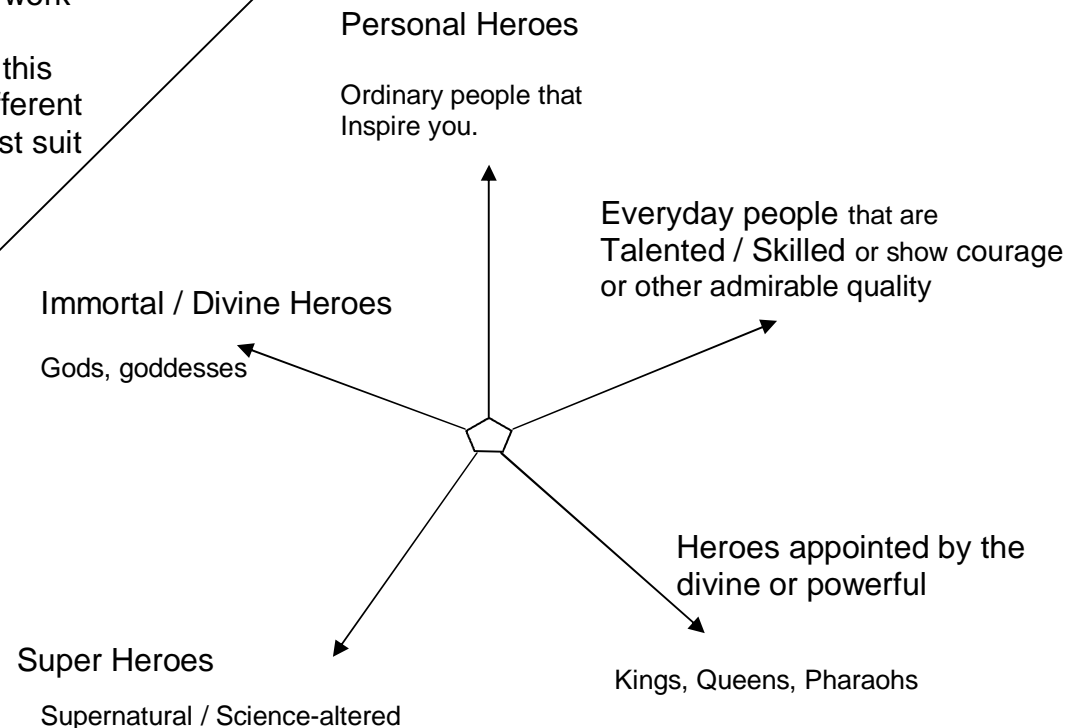 work
this
fferent
st suit
Personal Heroes
Ordinary people that
Inspire you.
Everyday people that are
Talented / Skilled or show courage
or other admirable quality
Immortal / Divine Heroes
Gods, goddesses
Heroes appointed by the
divine or powerful
Kings, Queens, Pharaohs
Super Heroes
Supernatural / Science-altered